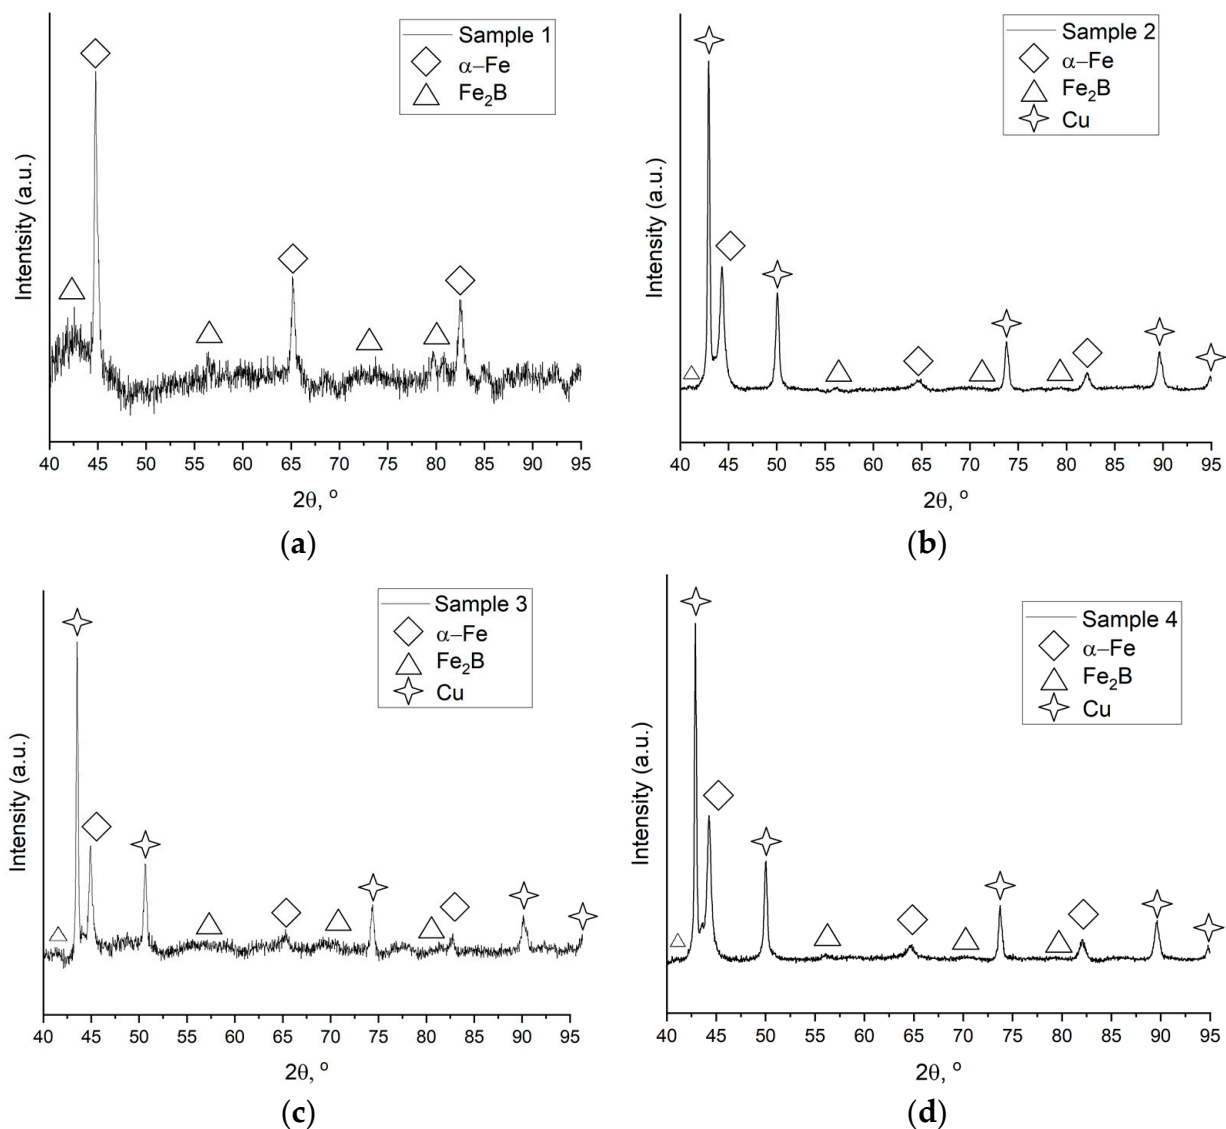 Sample 1
α–Fe
Fe₂B
Intentsity (a.u.)
40 45 50 55 60 65 70 75 80 85 90 95
2θ, °
(a)
Sample 2
α–Fe
Fe₂B
Cu
Intensity (a.u.)
40 45 50 55 60 65 70 75 80 85 90 95
2θ, °
(b)
Sample 3
α–Fe
Fe₂B
Cu
Intensity (a.u.)
40 45 50 55 60 65 70 75 80 85 90 95
2θ, °
(c)
Sample 4
α–Fe
Fe₂B
Cu
Intensity (a.u.)
40 45 50 55 60 65 70 75 80 85 90 95
2θ, °
(d)